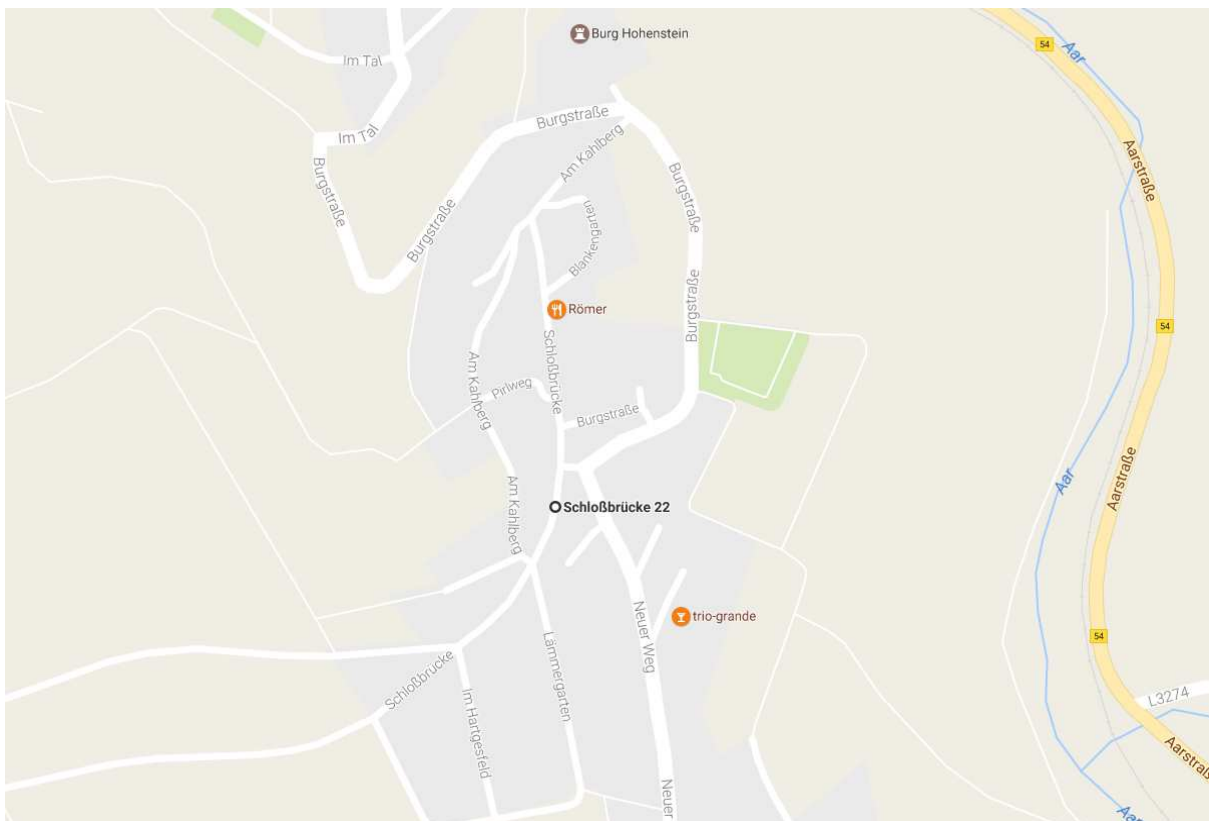 Burg Hohenstein
54
Aar
Im Tal
Burgstraße
Im Tal
Am Kahlberg
Aarstraße
Burgstraße
Burgstraße
Burgstraße
Blankengarten
Burgstraße
Römer
54
Schloßbrücke
Am Kahlberg
Pirlweg
Burgstraße
Aarstraße
Aar
Am Kahlberg
Schloßbrücke 22
Neuer Weg
trio-grande
54
Lämmergarten
Schloßbrücke
Im Hartgesfeld
L3274
Aarstraß
Neuer
Aar